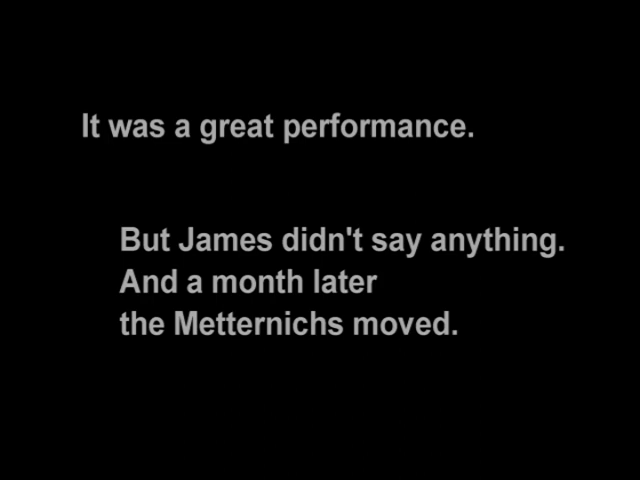 It was a great performance.
But James didn't say anything.
And a month later
the Metternichs moved.